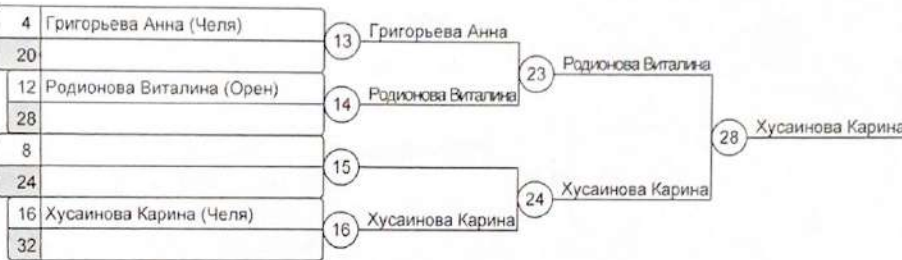 4 Григорьева Анна (Челя)
20
13 Григорьева Анна
12 Родионова Виталина (Орен)
28
14 Родионова Виталина
23 Родионова Виталина
8
24
15
16 Хусаинова Карина (Челя)
32
16 Хусаинова Карина
24 Хусаинова Карина
28 Хусаинова Карина